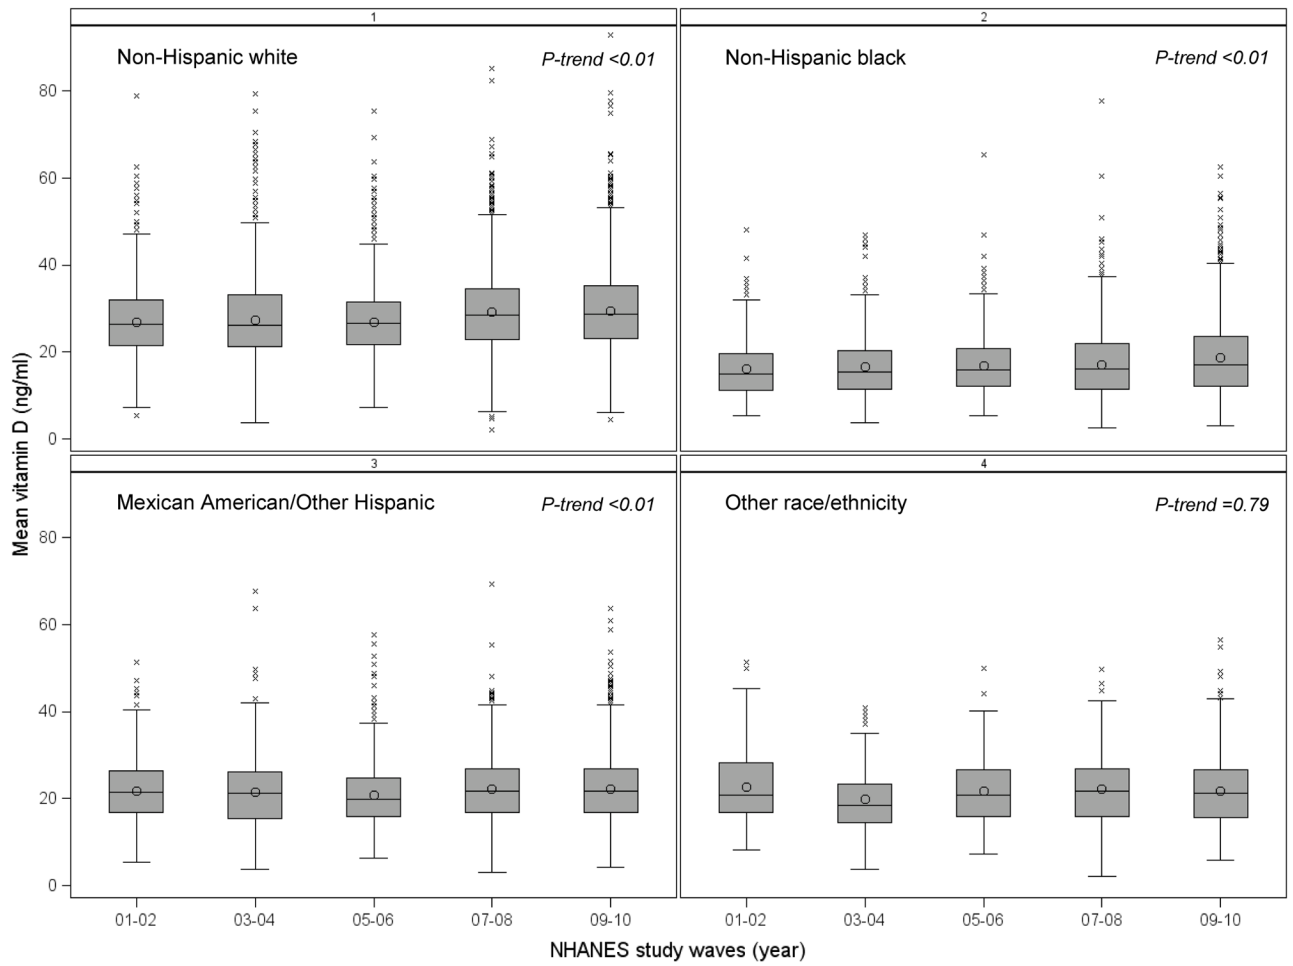 1
2
Non-Hispanic white
P-trend <0.01
Non-Hispanic black
P-trend <0.01
80
60
40
20
0
3
4
Mexican American/Other Hispanic
P-trend <0.01
Other race/ethnicity
P-trend =0.79
80
60
40
20
0
Mean vitamin D (ng/ml)
01-02
03-04
05-06
07-08
09-10
01-02
03-04
05-06
07-08
09-10
NHANES study waves (year)